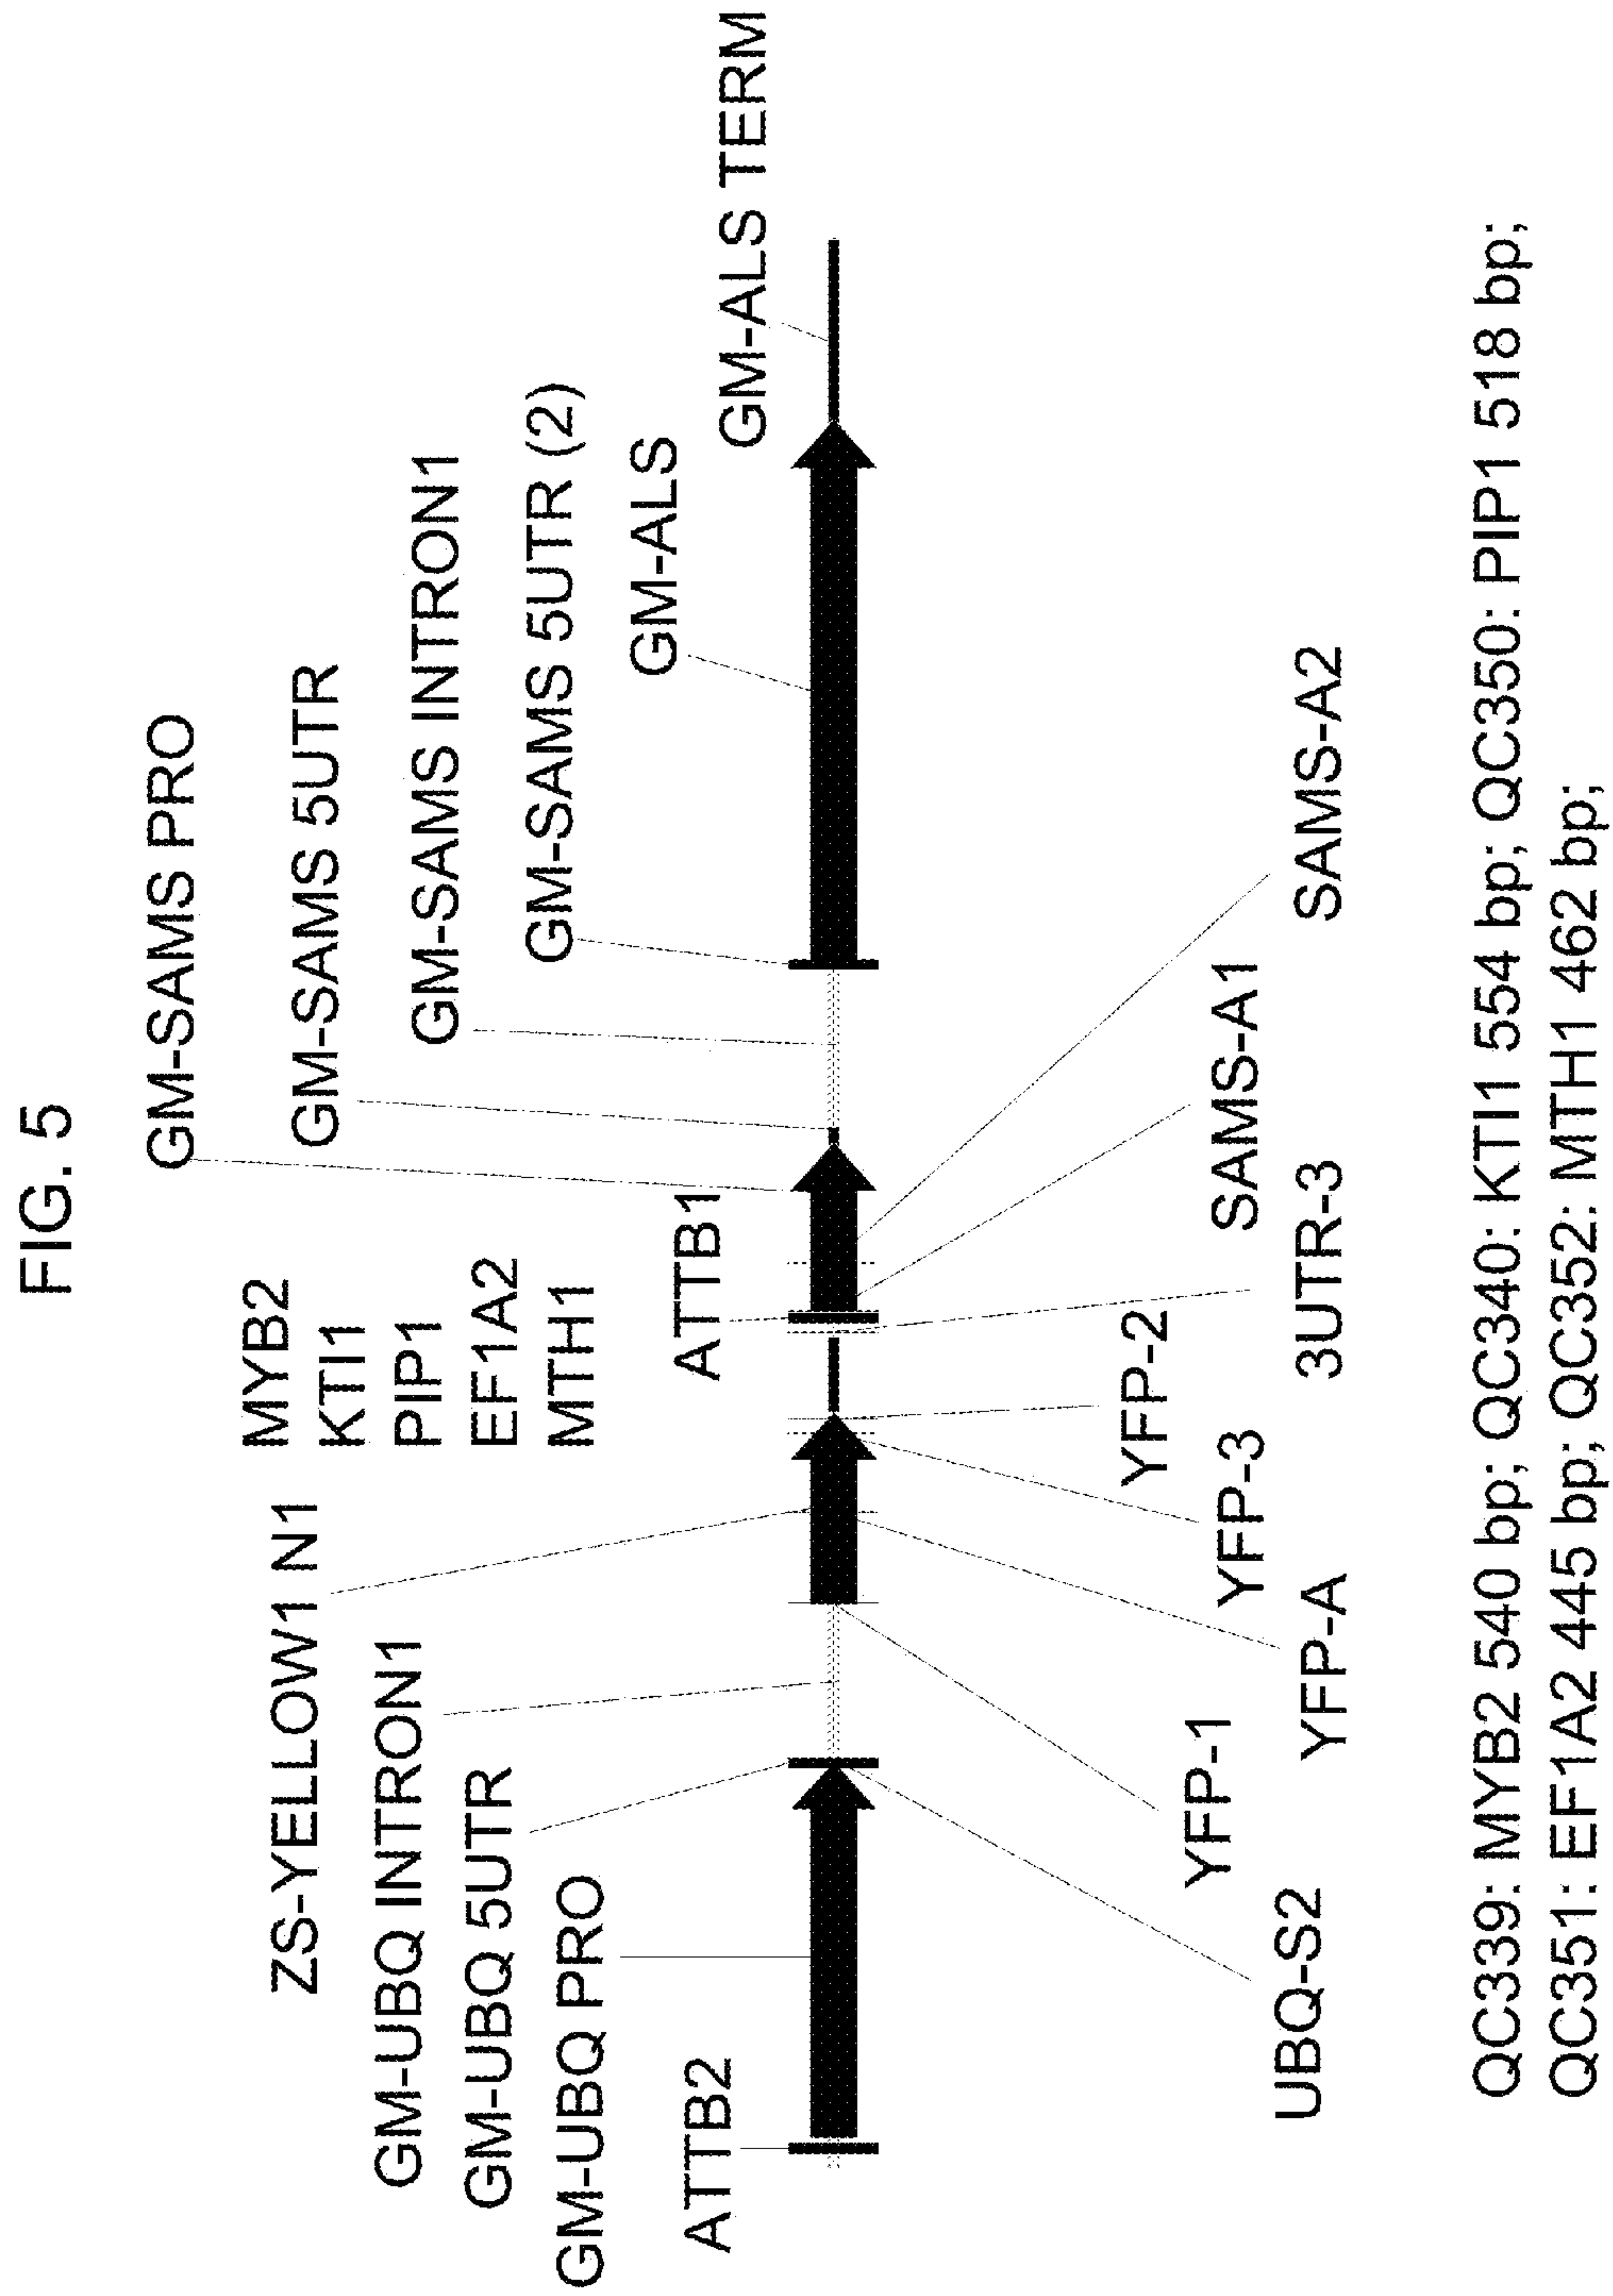 FIG. 5
GM-SAMS PRO
MYB2
GM-SAMS 5UTR
ZS-YELLOW1 N1
KTI1
GM-UBQ INTRON1
PIP1
GM-SAMS INTRON1
GM-UBQ 5UTR
EF1A2
GM-SAMS 5UTR (2)
GM-UBQ PRO
MTH1
GM-ALS
ATTB2
ATTB1
GM-ALS TERM
YFP-2
YFP-1
YFP-3
SAMS-A1
UBQ-S2
YFP-A
3UTR-3
SAMS-A2
QC339: MYB2 540 bp; QC340: KTI1 554 bp; QC350: PIP1 518 bp;
QC351: EF1A2 445 bp; QC352: MTH1 462 bp;